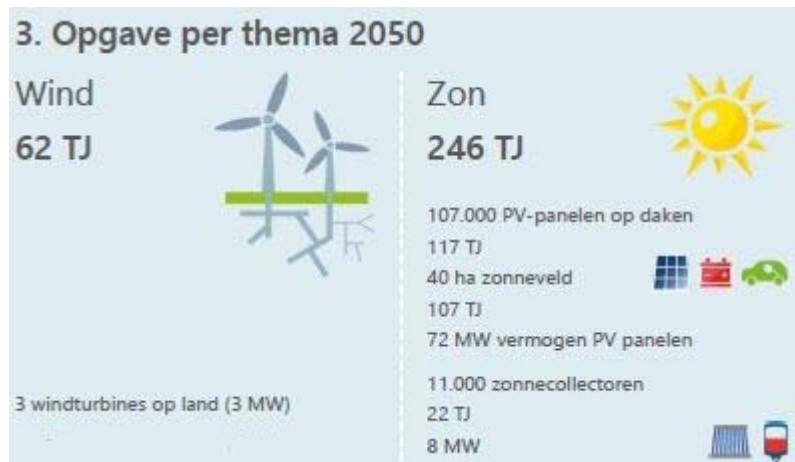 3. Opgave per thema 2050
Wind
62 TJ
3 windturbines op land (3 MW)
Zon
246 TJ
107.000 PV-panelen op daken
117 TJ
40 ha zonneveld
107 TJ
72 MW vermogen PV panelen
11.000 zonnecollectoren
22 TJ
8 MW